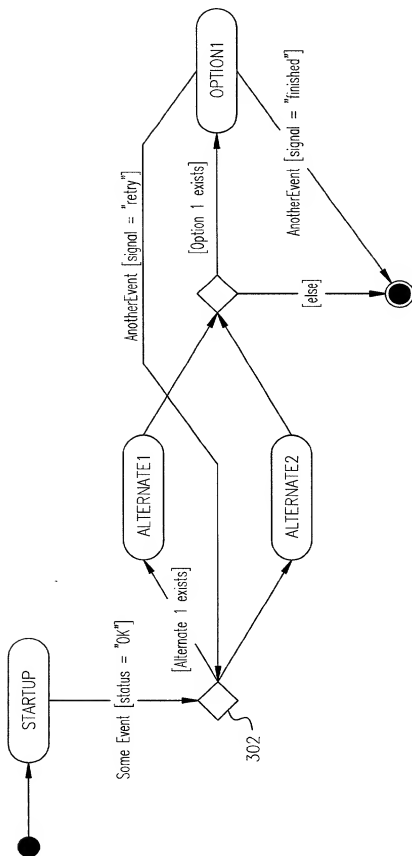 STARTUP
Some Event [status = "OK"]
302
[Alternate 1 exists]
ALTERNATE1
ALTERNATE2
AnotherEvent [signal = "retry"]
[Option 1 exists]
[else]
OPTION1
AnotherEvent [signal = "finished"]